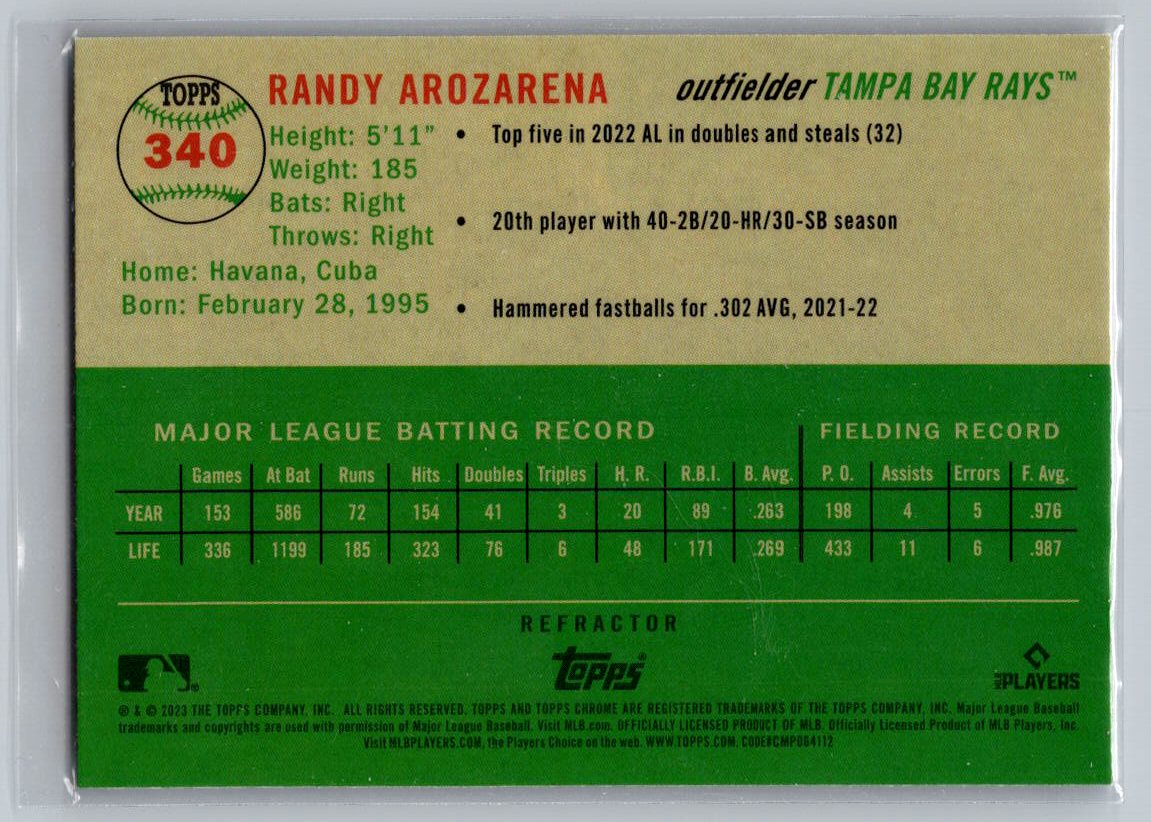 TOPPS
340
RANDY AROZARENA
outfielder TAMPA BAY RAYS™
Height: 5'11"
Weight: 185
Bats: Right
Throws: Right
Home: Havana, Cuba
Born: February 28, 1995
• Top five in 2022 AL in doubles and steals (32)
• 20th player with 40-2B/20-HR/30-SB season
• Hammered fastballs for .302 AVG, 2021-22
MAJOR LEAGUE BATTING RECORD FIELDING RECORD
Games At Bat Runs Hits Doubles Triples H. R. R.B.I. B. Avg. P. O. Assists Errors F. Avg.
YEAR 153 586 72 154 41 3 20 89 .263 198 4 5 .976
LIFE 336 1199 185 323 76 6 48 171 .269 433 11 6 .987
REFRACTOR
topps®
PLAYERS
® & © 2023 THE TOPPS COMPANY, INC. ALL RIGHTS RESERVED. TOPPS AND TOPPS CHROME ARE REGISTERED TRADEMARKS OF THE TOPPS COMPANY, INC. Major League Baseball
trademarks and copyrights are used with permission of Major League Baseball. Visit MLB.com. OFFICIALLY LICENSED PRODUCT OF MLB. Officially Licensed Product of MLB Players, Inc.
Visit MLBPLAYERS.COM, the Players Choice on the web. WWW.TOPPS.COM. CODE#CMP064112